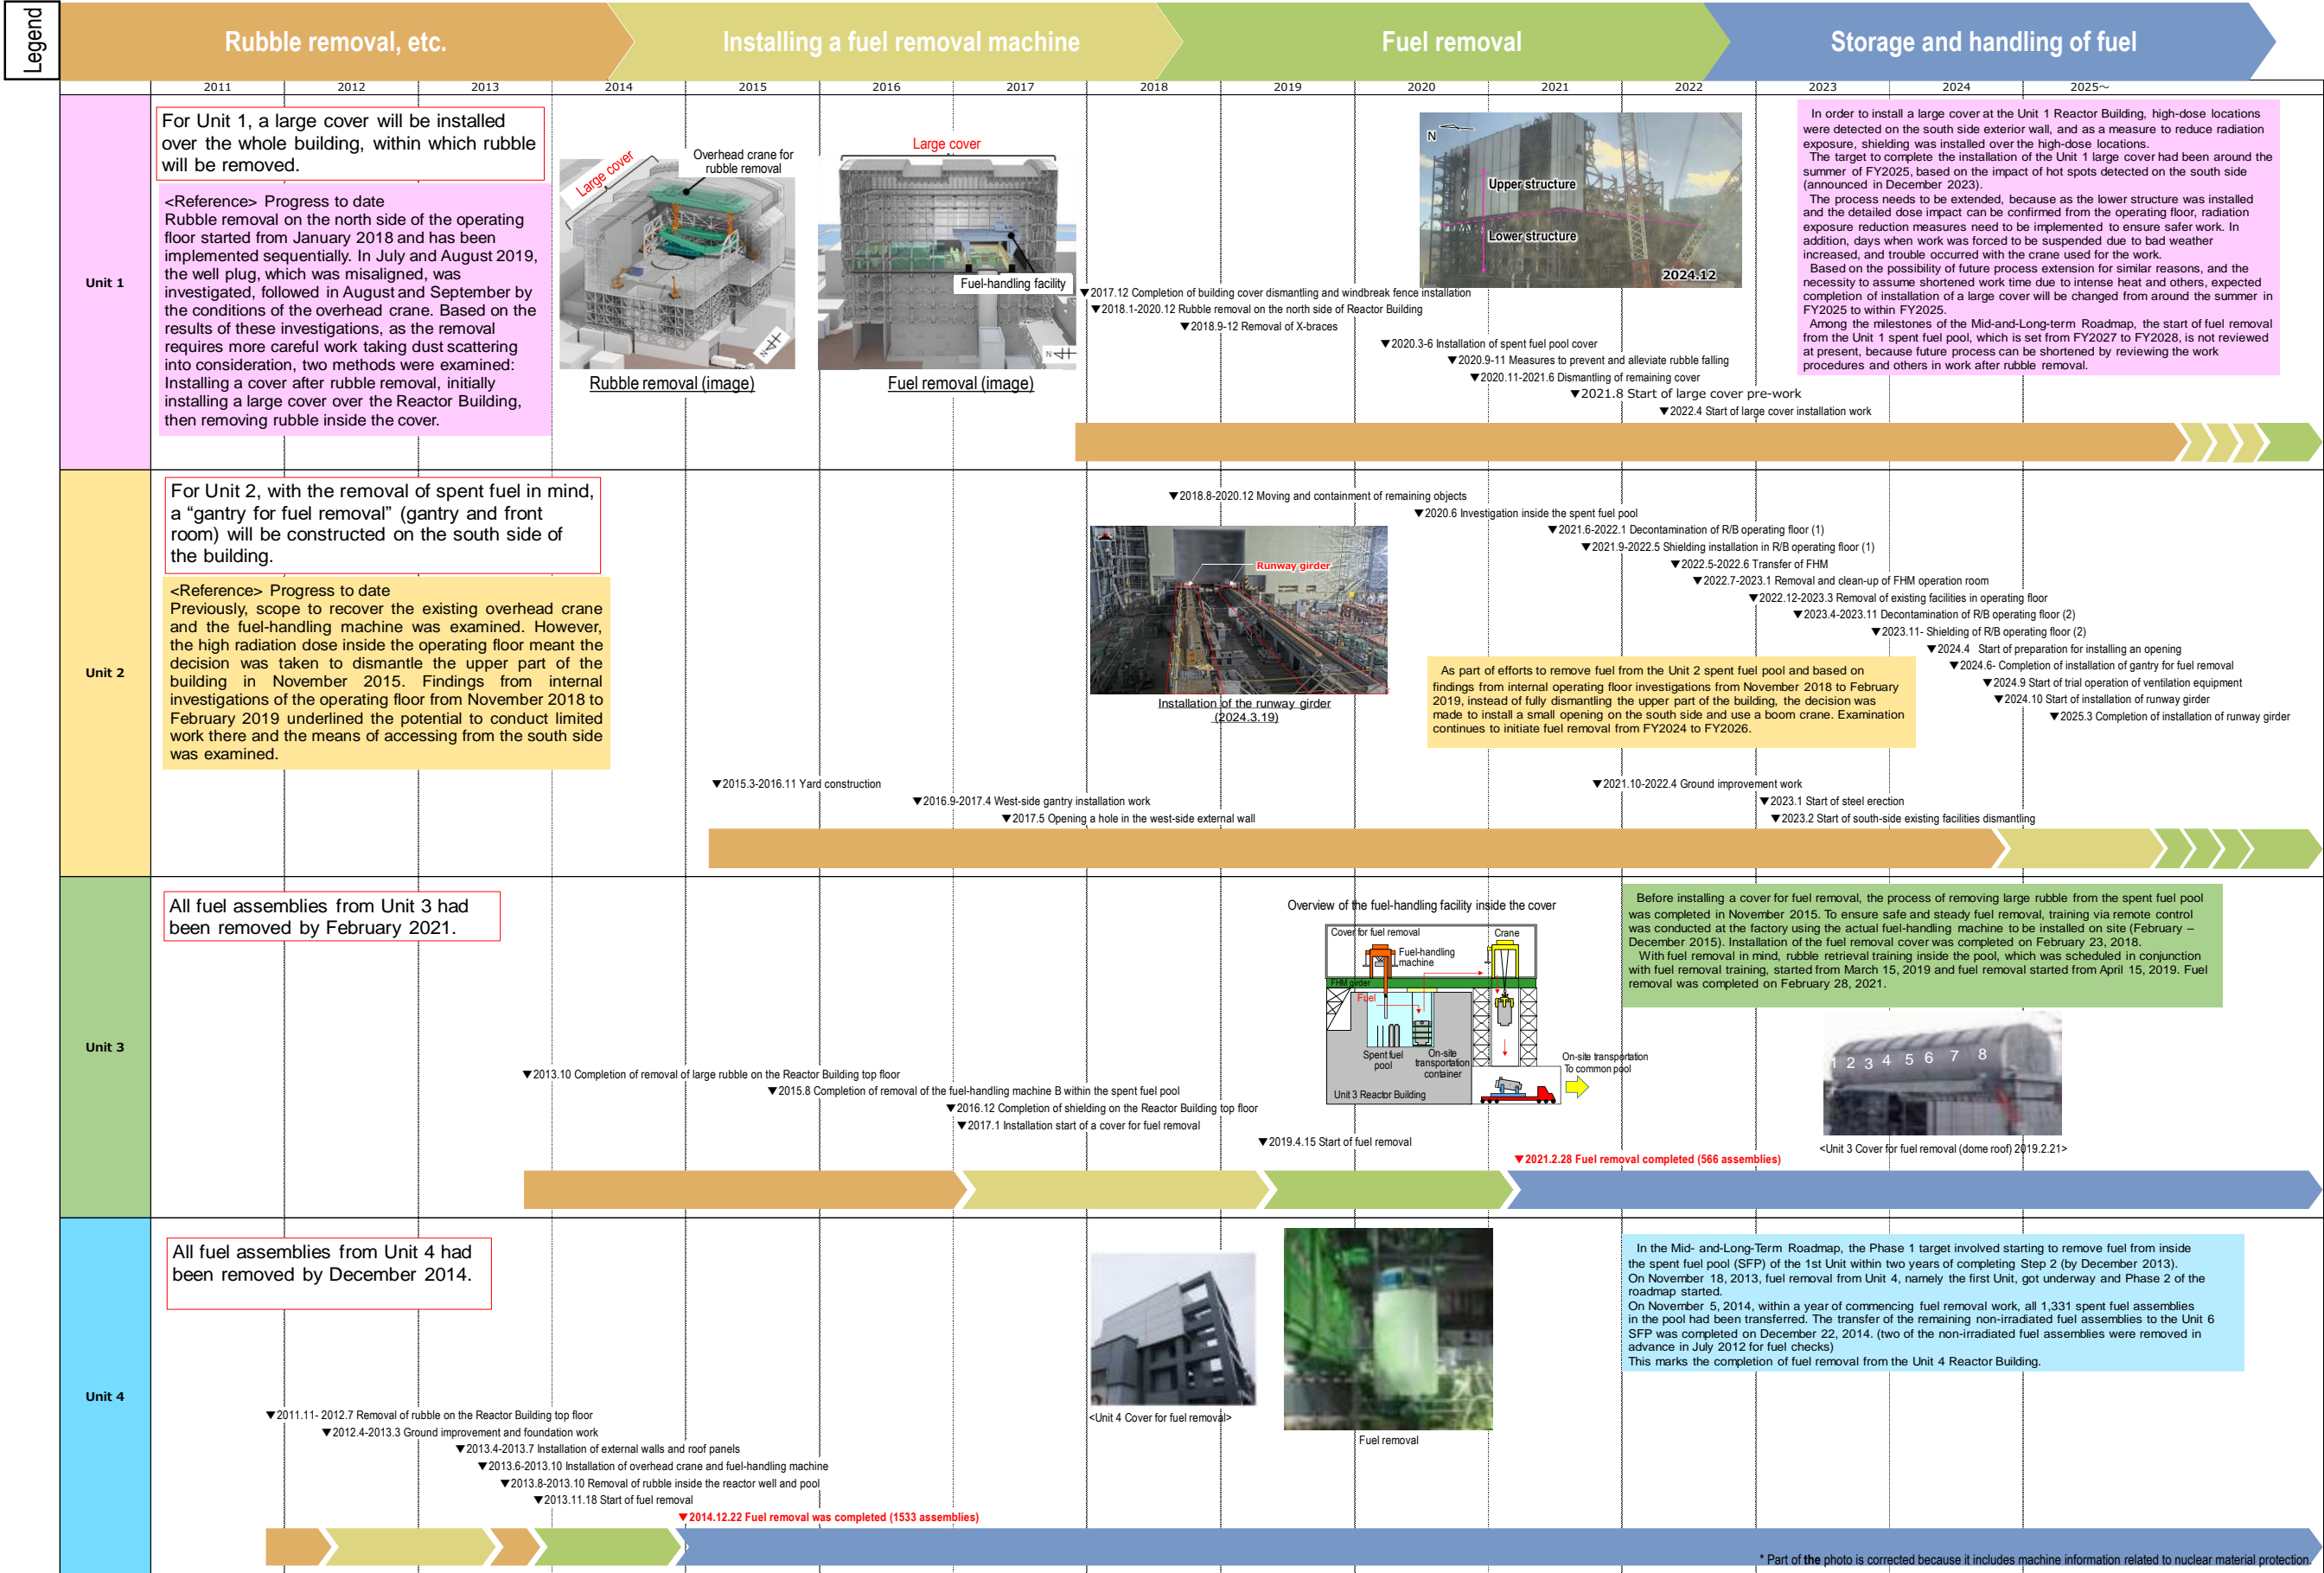 Legend
Rubble removal, etc.
Installing a fuel removal machine
Fuel removal
Storage and handling of fuel
2011 2012 2013 2014 2015 2016 2017 2018 2019 2020 2021 2022 2023 2024 2025～
Unit 1
For Unit 1, a large cover will be installed
over the whole building, within which rubble
will be removed.
<Reference> Progress to date
Rubble removal on the north side of the operating
floor started from January 2018 and has been
implemented sequentially. In July and August 2019,
the well plug, which was misaligned, was
investigated, followed in August and September by
the conditions of the overhead crane. Based on the
results of these investigations, as the removal
requires more careful work taking dust scattering
into consideration, two methods were examined:
Installing a cover after rubble removal, initially
installing a large cover over the Reactor Building,
then removing rubble inside the cover.
Large cover
Overhead crane for
rubble removal
N
Rubble removal (image)
Large cover
Fuel-handling facility
N
Fuel removal (image)
N
Upper structure
Lower structure
2024.12
▼2017.12 Completion of building cover dismantling and windbreak fence installation
▼2018.1-2020.12 Rubble removal on the north side of Reactor Building
▼2018.9-12 Removal of X-braces
▼2020.3-6 Installation of spent fuel pool cover
▼2020.9-11 Measures to prevent and alleviate rubble falling
▼2020.11-2021.6 Dismantling of remaining cover
▼2021.8 Start of large cover pre-work
▼2022.4 Start of large cover installation work
In order to install a large cover at the Unit 1 Reactor Building, high-dose locations
were detected on the south side exterior wall, and as a measure to reduce radiation
exposure, shielding was installed over the high-dose locations.
The target to complete the installation of the Unit 1 large cover had been around the
summer of FY2025, based on the impact of hot spots detected on the south side
(announced in December 2023).
The process needs to be extended, because as the lower structure was installed
and the detailed dose impact can be confirmed from the operating floor, radiation
exposure reduction measures need to be implemented to ensure safer work. In
addition, days when work was forced to be suspended due to bad weather
increased, and trouble occurred with the crane used for the work.
Based on the possibility of future process extension for similar reasons, and the
necessity to assume shortened work time due to intense heat and others, expected
completion of installation of a large cover will be changed from around the summer in
FY2025 to within FY2025.
Among the milestones of the Mid-and-Long-term Roadmap, the start of fuel removal
from the Unit 1 spent fuel pool, which is set from FY2027 to FY2028, is not reviewed
at present, because future process can be shortened by reviewing the work
procedures and others in work after rubble removal.
Unit 2
For Unit 2, with the removal of spent fuel in mind,
a “gantry for fuel removal” (gantry and front
room) will be constructed on the south side of
the building.
<Reference> Progress to date
Previously, scope to recover the existing overhead crane
and the fuel-handling machine was examined. However,
the high radiation dose inside the operating floor meant the
decision was taken to dismantle the upper part of the
building in November 2015. Findings from internal
investigations of the operating floor from November 2018 to
February 2019 underlined the potential to conduct limited
work there and the means of accessing from the south side
was examined.
Runway girder
Installation of the runway girder
(2024.3.19)
▼2018.8-2020.12 Moving and containment of remaining objects
▼2020.6 Investigation inside the spent fuel pool
▼2021.6-2022.1 Decontamination of R/B operating floor (1)
▼2021.9-2022.5 Shielding installation in R/B operating floor (1)
▼2022.5-2022.6 Transfer of FHM
▼2022.7-2023.1 Removal and clean-up of FHM operation room
▼2022.12-2023.3 Removal of existing facilities in operating floor
▼2023.4-2023.11 Decontamination of R/B operating floor (2)
▼2023.11- Shielding of R/B operating floor (2)
▼2024.4 Start of preparation for installing an opening
▼2024.6- Completion of installation of gantry for fuel removal
▼2024.9 Start of trial operation of ventilation equipment
▼2024.10 Start of installation of runway girder
▼2025.3 Completion of installation of runway girder
As part of efforts to remove fuel from the Unit 2 spent fuel pool and based on
findings from internal operating floor investigations from November 2018 to February
2019, instead of fully dismantling the upper part of the building, the decision was
made to install a small opening on the south side and use a boom crane. Examination
continues to initiate fuel removal from FY2024 to FY2026.
▼2015.3-2016.11 Yard construction
▼2016.9-2017.4 West-side gantry installation work
▼2017.5 Opening a hole in the west-side external wall
▼2021.10-2022.4 Ground improvement work
▼2023.1 Start of steel erection
▼2023.2 Start of south-side existing facilities dismantling
Unit 3
All fuel assemblies from Unit 3 had
been removed by February 2021.
Overview of the fuel-handling facility inside the cover
Cover for fuel removal
Crane
Fuel-handling
machine
FHM girder
Fuel
Spent fuel
pool
On-site
transportation
container
Unit 3 Reactor Building
On-site transportation
To common pool
Before installing a cover for fuel removal, the process of removing large rubble from the spent fuel pool
was completed in November 2015. To ensure safe and steady fuel removal, training via remote control
was conducted at the factory using the actual fuel-handling machine to be installed on site (February –
December 2015). Installation of the fuel removal cover was completed on February 23, 2018.
With fuel removal in mind, rubble retrieval training inside the pool, which was scheduled in conjunction
with fuel removal training, started from March 15, 2019 and fuel removal started from April 15, 2019. Fuel
removal was completed on February 28, 2021.
1 2 3 4 5 6 7 8
<Unit 3 Cover for fuel removal (dome roof) 2019.2.21>
▼2013.10 Completion of removal of large rubble on the Reactor Building top floor
▼2015.8 Completion of removal of the fuel-handling machine B within the spent fuel pool
▼2016.12 Completion of shielding on the Reactor Building top floor
▼2017.1 Installation start of a cover for fuel removal
▼2019.4.15 Start of fuel removal
▼2021.2.28 Fuel removal completed (566 assemblies)
Unit 4
All fuel assemblies from Unit 4 had
been removed by December 2014.
<Unit 4 Cover for fuel removal>
Fuel removal
In the Mid- and-Long-Term Roadmap, the Phase 1 target involved starting to remove fuel from inside
the spent fuel pool (SFP) of the 1st Unit within two years of completing Step 2 (by December 2013).
On November 18, 2013, fuel removal from Unit 4, namely the first Unit, got underway and Phase 2 of the
roadmap started.
On November 5, 2014, within a year of commencing fuel removal work, all 1,331 spent fuel assemblies
in the pool had been transferred. The transfer of the remaining non-irradiated fuel assemblies to the Unit 6
SFP was completed on December 22, 2014. (two of the non-irradiated fuel assemblies were removed in
advance in July 2012 for fuel checks)
This marks the completion of fuel removal from the Unit 4 Reactor Building.
▼2011.11- 2012.7 Removal of rubble on the Reactor Building top floor
▼2012.4-2013.3 Ground improvement and foundation work
▼2013.4-2013.7 Installation of external walls and roof panels
▼2013.6-2013.10 Installation of overhead crane and fuel-handling machine
▼2013.8-2013.10 Removal of rubble inside the reactor well and pool
▼2013.11.18 Start of fuel removal
▼2014.12.22 Fuel removal was completed (1533 assemblies)
* Part of the photo is corrected because it includes machine information related to nuclear material protection.